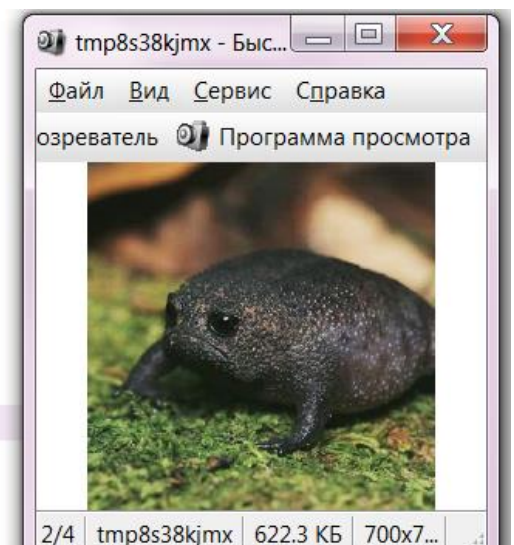 tmp8s38kjmx - Быс...
Файл Вид Сервис Справка
озреватель Программа просмотра
2/4 tmp8s38kjmx 622.3 КБ 700x7...